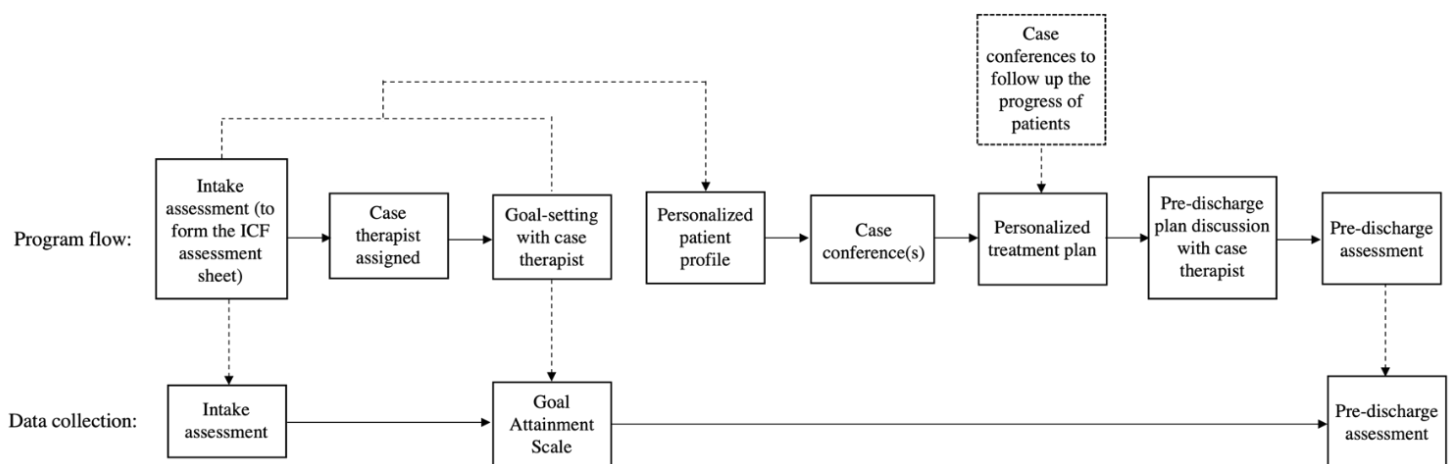 Case
conferences to
follow up the
progress of
patients
Program flow:
Intake
assessment (to
form the ICF
assessment
sheet)
Case
therapist
assigned
Goal-setting
with case
therapist
Personalized
patient
profile
Case
conference(s)
Personalized
treatment plan
Pre-discharge
plan discussion
with case
therapist
Pre-discharge
assessment
Data collection:
Intake
assessment
Goal
Attainment
Scale
Pre-discharge
assessment